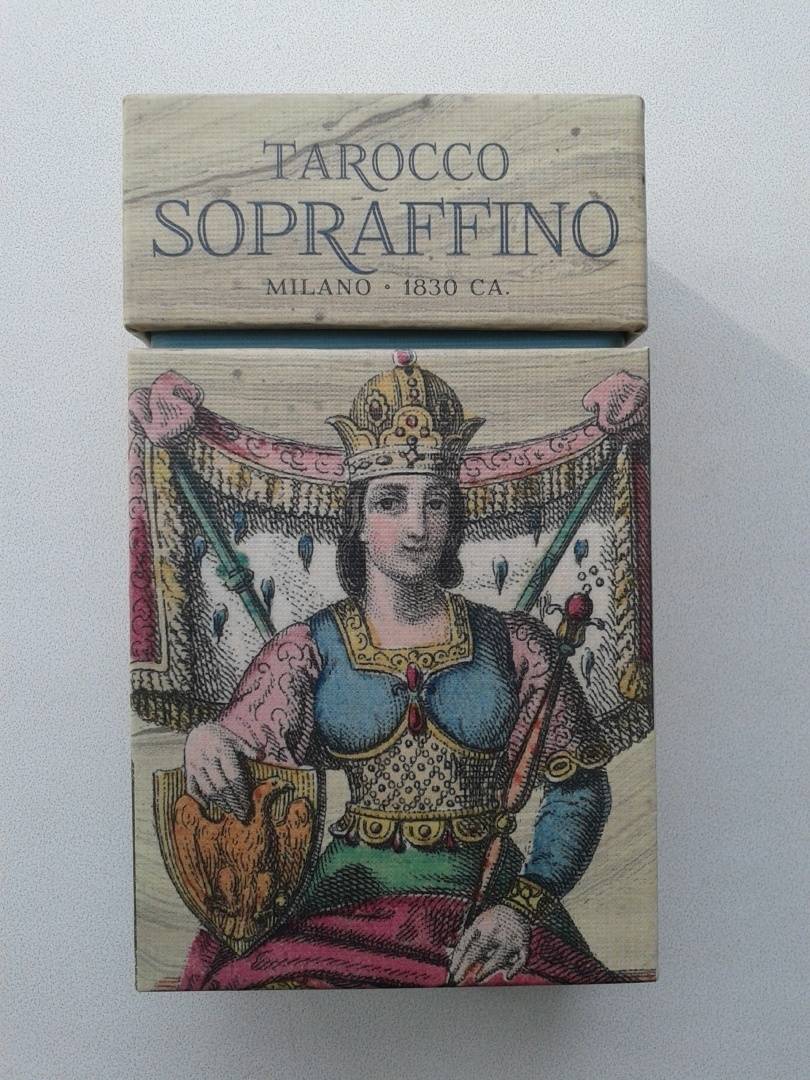 TAROCCO
SOPRAFFINO
MILANO • 1830 CA.